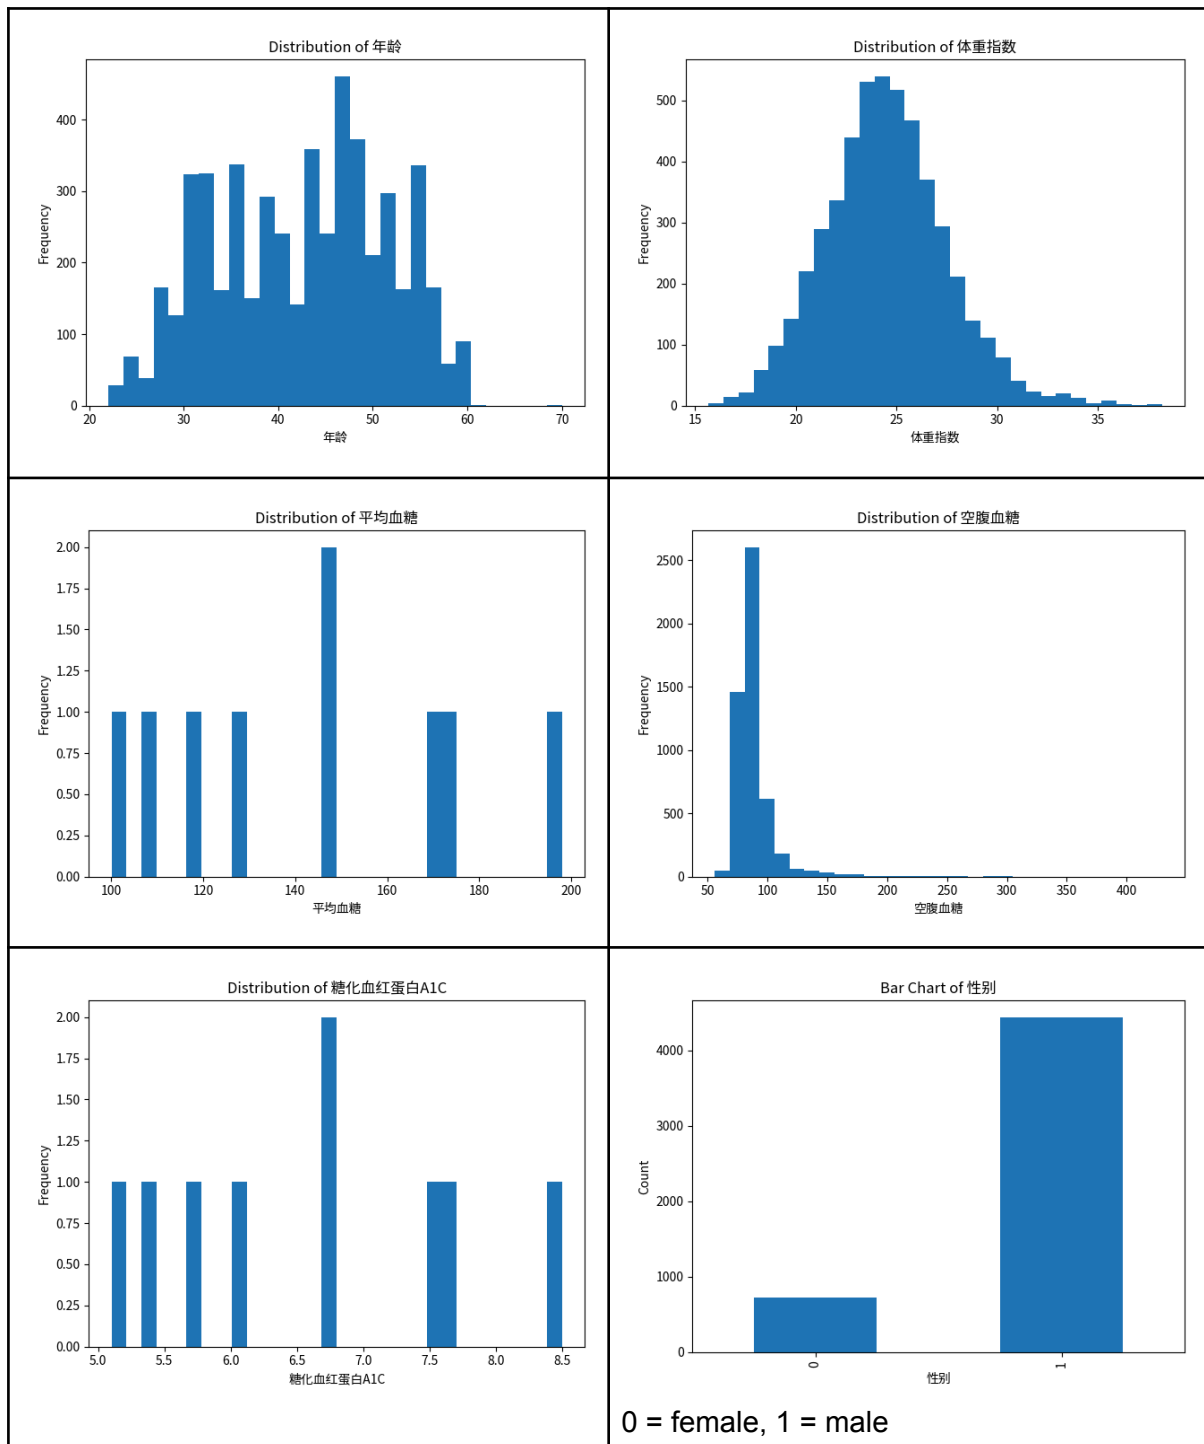 Distribution of 年龄
Frequency
400
300
200
100
0
20 30 40 50 60 70
年龄
Distribution of 体重指数
Frequency
500
400
300
200
100
0
15 20 25 30 35
体重指数
Distribution of 平均血糖
Frequency
2.00
1.75
1.50
1.25
1.00
0.75
0.50
0.25
0.00
100 120 140 160 180 200
平均血糖
Distribution of 空腹血糖
Frequency
2500
2000
1500
1000
500
0
50 100 150 200 250 300 350 400
空腹血糖
Distribution of 糖化血红蛋白A1C
Frequency
2.00
1.75
1.50
1.25
1.00
0.75
0.50
0.25
0.00
5.0 5.5 6.0 6.5 7.0 7.5 8.0 8.5
糖化血红蛋白A1C
Bar Chart of 性别
Count
4000
3000
2000
1000
0
0 1
性别
0 = female, 1 = male